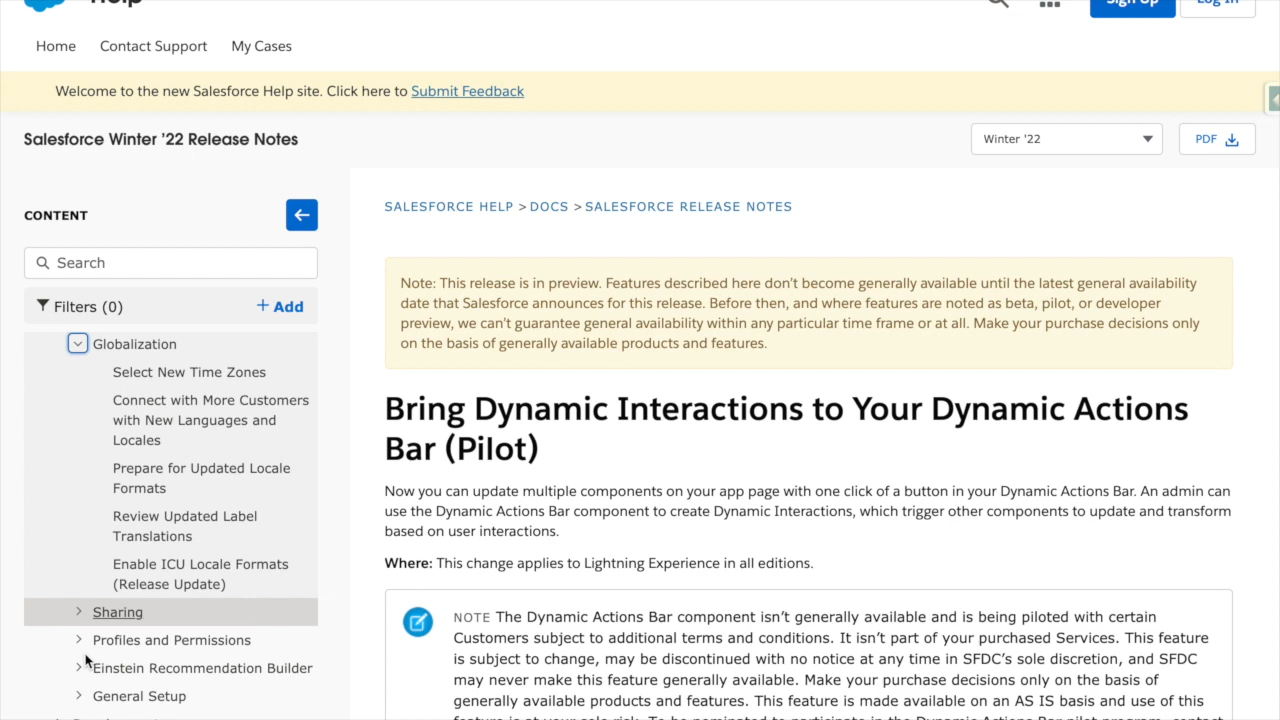 Help
Sign Up
Log In
Home
Contact Support
My Cases
Welcome to the new Salesforce Help site. Click here to Submit Feedback
Salesforce Winter ’22 Release Notes
Winter '22
PDF
CONTENT
Search
Filters (0)
+ Add
Globalization
Select New Time Zones
Connect with More Customers
with New Languages and
Locales
Prepare for Updated Locale
Formats
Review Updated Label
Translations
Enable ICU Locale Formats
(Release Update)
Sharing
Profiles and Permissions
Einstein Recommendation Builder
General Setup
SALESFORCE HELP > DOCS > SALESFORCE RELEASE NOTES
Note: This release is in preview. Features described here don’t become generally available until the latest general availability
date that Salesforce announces for this release. Before then, and where features are noted as beta, pilot, or developer
preview, we can’t guarantee general availability within any particular time frame or at all. Make your purchase decisions only
on the basis of generally available products and features.
Bring Dynamic Interactions to Your Dynamic Actions
Bar (Pilot)
Now you can update multiple components on your app page with one click of a button in your Dynamic Actions Bar. An admin can
use the Dynamic Actions Bar component to create Dynamic Interactions, which trigger other components to update and transform
based on user interactions.
Where: This change applies to Lightning Experience in all editions.
NOTE The Dynamic Actions Bar component isn’t generally available and is being piloted with certain
Customers subject to additional terms and conditions. It isn’t part of your purchased Services. This feature
is subject to change, may be discontinued with no notice at any time in SFDC’s sole discretion, and SFDC
may never make this feature generally available. Make your purchase decisions only on the basis of
generally available products and features. This feature is made available on an AS IS basis and use of this